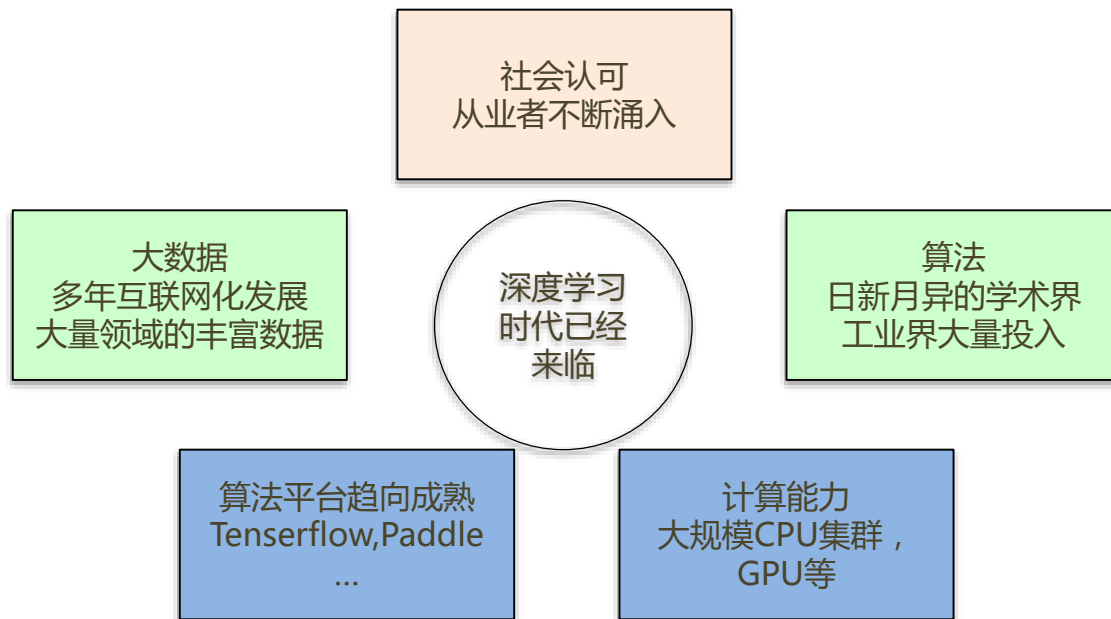 社会认可
从业者不断涌入
大数据
多年互联网化发展
大量领域的丰富数据
深度学习
时代已经
来临
算法
日新月异的学术界
工业界大量投入
算法平台趋向成熟
Tenserflow,Paddle
...
计算能力
大规模CPU集群，
GPU等